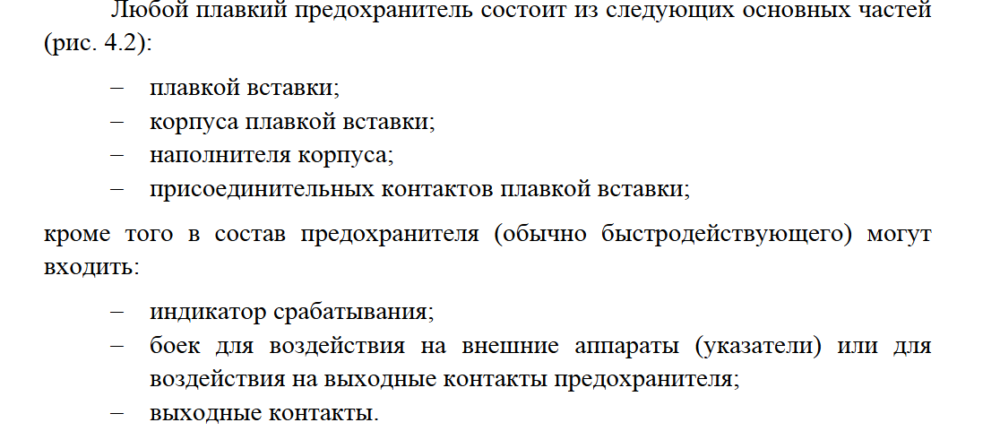 Любой плавкий предохранитель состоит из следующих основных частей
(рис. 4.2):
– плавкой вставки;
– корпуса плавкой вставки;
– наполнителя корпуса;
– присоединительных контактов плавкой вставки;
кроме того в состав предохранителя (обычно быстродействующего) могут
входить:
– индикатор срабатывания;
– боек для воздействия на внешние аппараты (указатели) или для
воздействия на выходные контакты предохранителя;
– выходные контакты.